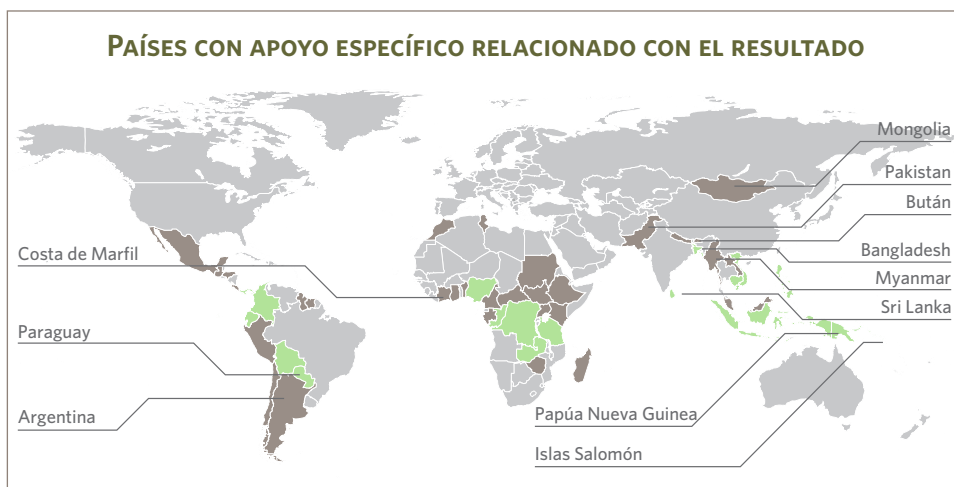 PAÍSES CON APOYO ESPECÍFICO RELACIONADO CON EL RESULTADO
Mongolia
Pakistan
Bután
Costa de Marfil
Bangladesh
Myanmar
Sri Lanka
Paraguay
Argentina
Papúa Nueva Guinea
Islas Salomón